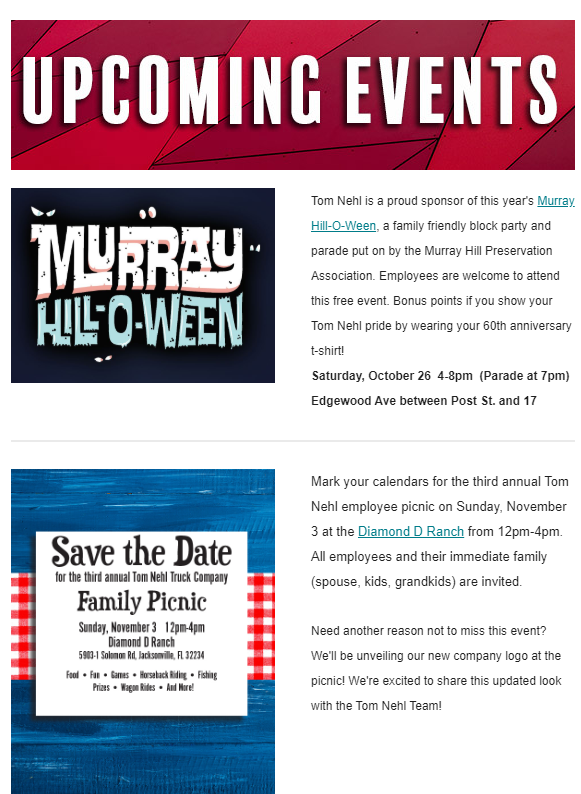 UPCOMING EVENTS
MURRAY
HILL-O-WEEN
Tom Nehl is a proud sponsor of this year's Murray
Hill-O-Ween, a family friendly block party and
parade put on by the Murray Hill Preservation
Association. Employees are welcome to attend
this free event. Bonus points if you show your
Tom Nehl pride by wearing your 60th anniversary
t-shirt!
Saturday, October 26  4-8pm  (Parade at 7pm)
Edgewood Ave between Post St. and 17
Save the Date
for the third annual Tom Nehl Truck Company
Family Picnic
Sunday, November 3  12pm-4pm
Diamond D Ranch
5903-1 Solomon Rd, Jacksonville, FL 32234
Food • Fun • Games • Horseback Riding • Fishing
Prizes • Wagon Rides • And More!
Mark your calendars for the third annual Tom
Nehl employee picnic on Sunday, November
3 at the Diamond D Ranch from 12pm-4pm.
All employees and their immediate family
(spouse, kids, grandkids) are invited.
Need another reason not to miss this event?
We'll be unveiling our new company logo at the
picnic! We're excited to share this updated look
with the Tom Nehl Team!